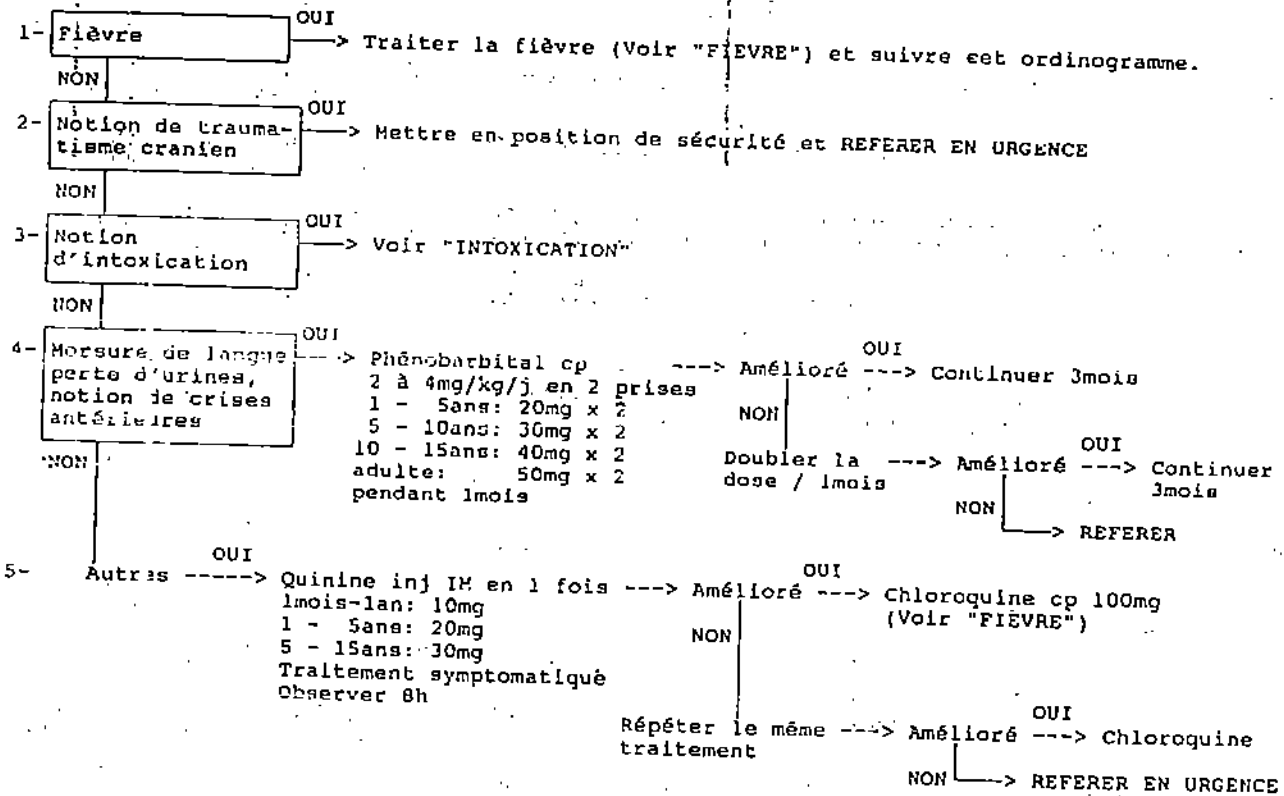 OUI
1- Fièvre ---> Traiter la fièvre (Voir "FIEVRE") et suivre cet ordinogramme.
NON
OUI
2- Notion de trauma- ---> Mettre en position de sécurité et REFERER EN URGENCE
tisme cranien
NON
OUI
3- Notion ---> Voir "INTOXICATION"
d'intoxication
NON
OUI
4- Morsure de langue ---> Phénobarbital cp ---> Amélioré ---> Continuer 3mois
OUI
perte d'urines, 2 à 4mg/kg/j en 2 prises
notion de crises 1 - 5ans: 20mg x 2 NON
antérieures 5 - 10ans: 30mg x 2
10 - 15ans: 40mg x 2 Doubler la ---> Amélioré ---> Continuer
OUI
NON adulte: 50mg x 2 dose / 1mois 3mois
pendant 1mois NON
---> REFERER
OUI OUI
5- Autres -----> Quinine inj IM en 1 fois ---> Amélioré ---> Chloroquine cp 100mg
1mois-1an: 10mg (Voir "FIEVRE")
1 - 5ans: 20mg NON
5 - 15ans: 30mg
Traitement symptomatique
Observer 8h
OUI
Répéter le même ---> Amélioré ---> Chloroquine
traitement
NON ---> REFERER EN URGENCE